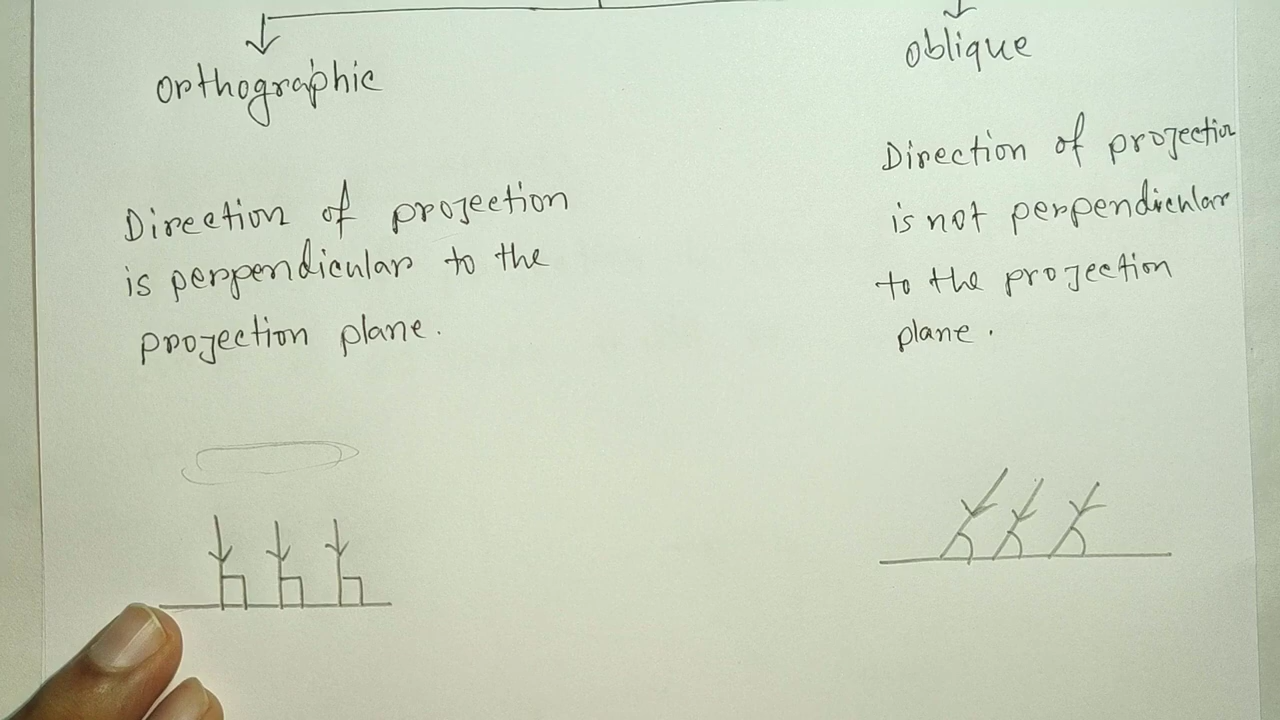 Orthographic
Direction of projection
is perpendicular to the
projection plane.
Oblique
Direction of projection
is not perpendicular
to the projection
plane.